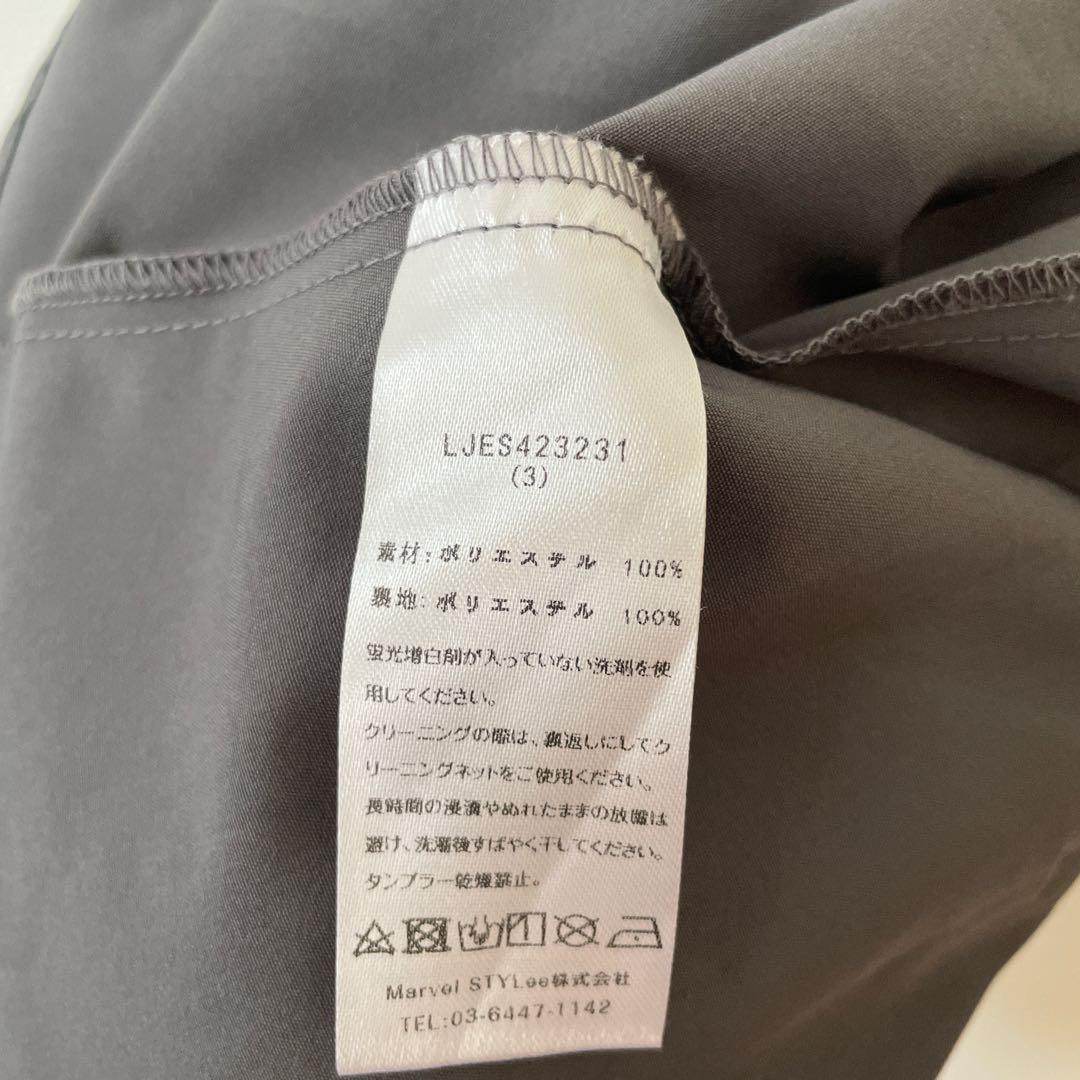 LJES423231
(3)
素材: ポリエステル 100%
裏地: ポリエステル 100%
蛍光増白剤が入っていない洗剤を使
用してください。
クリーニングの際は、裏返しにしてク
リーニングネットをご使用ください。
長時間の浸漬やぬれたままの放置は
避け、洗濯後すばやく干してください。
タンブラー乾燥禁止。
Marvel STYLee株式会社
TEL:03-6447-1142